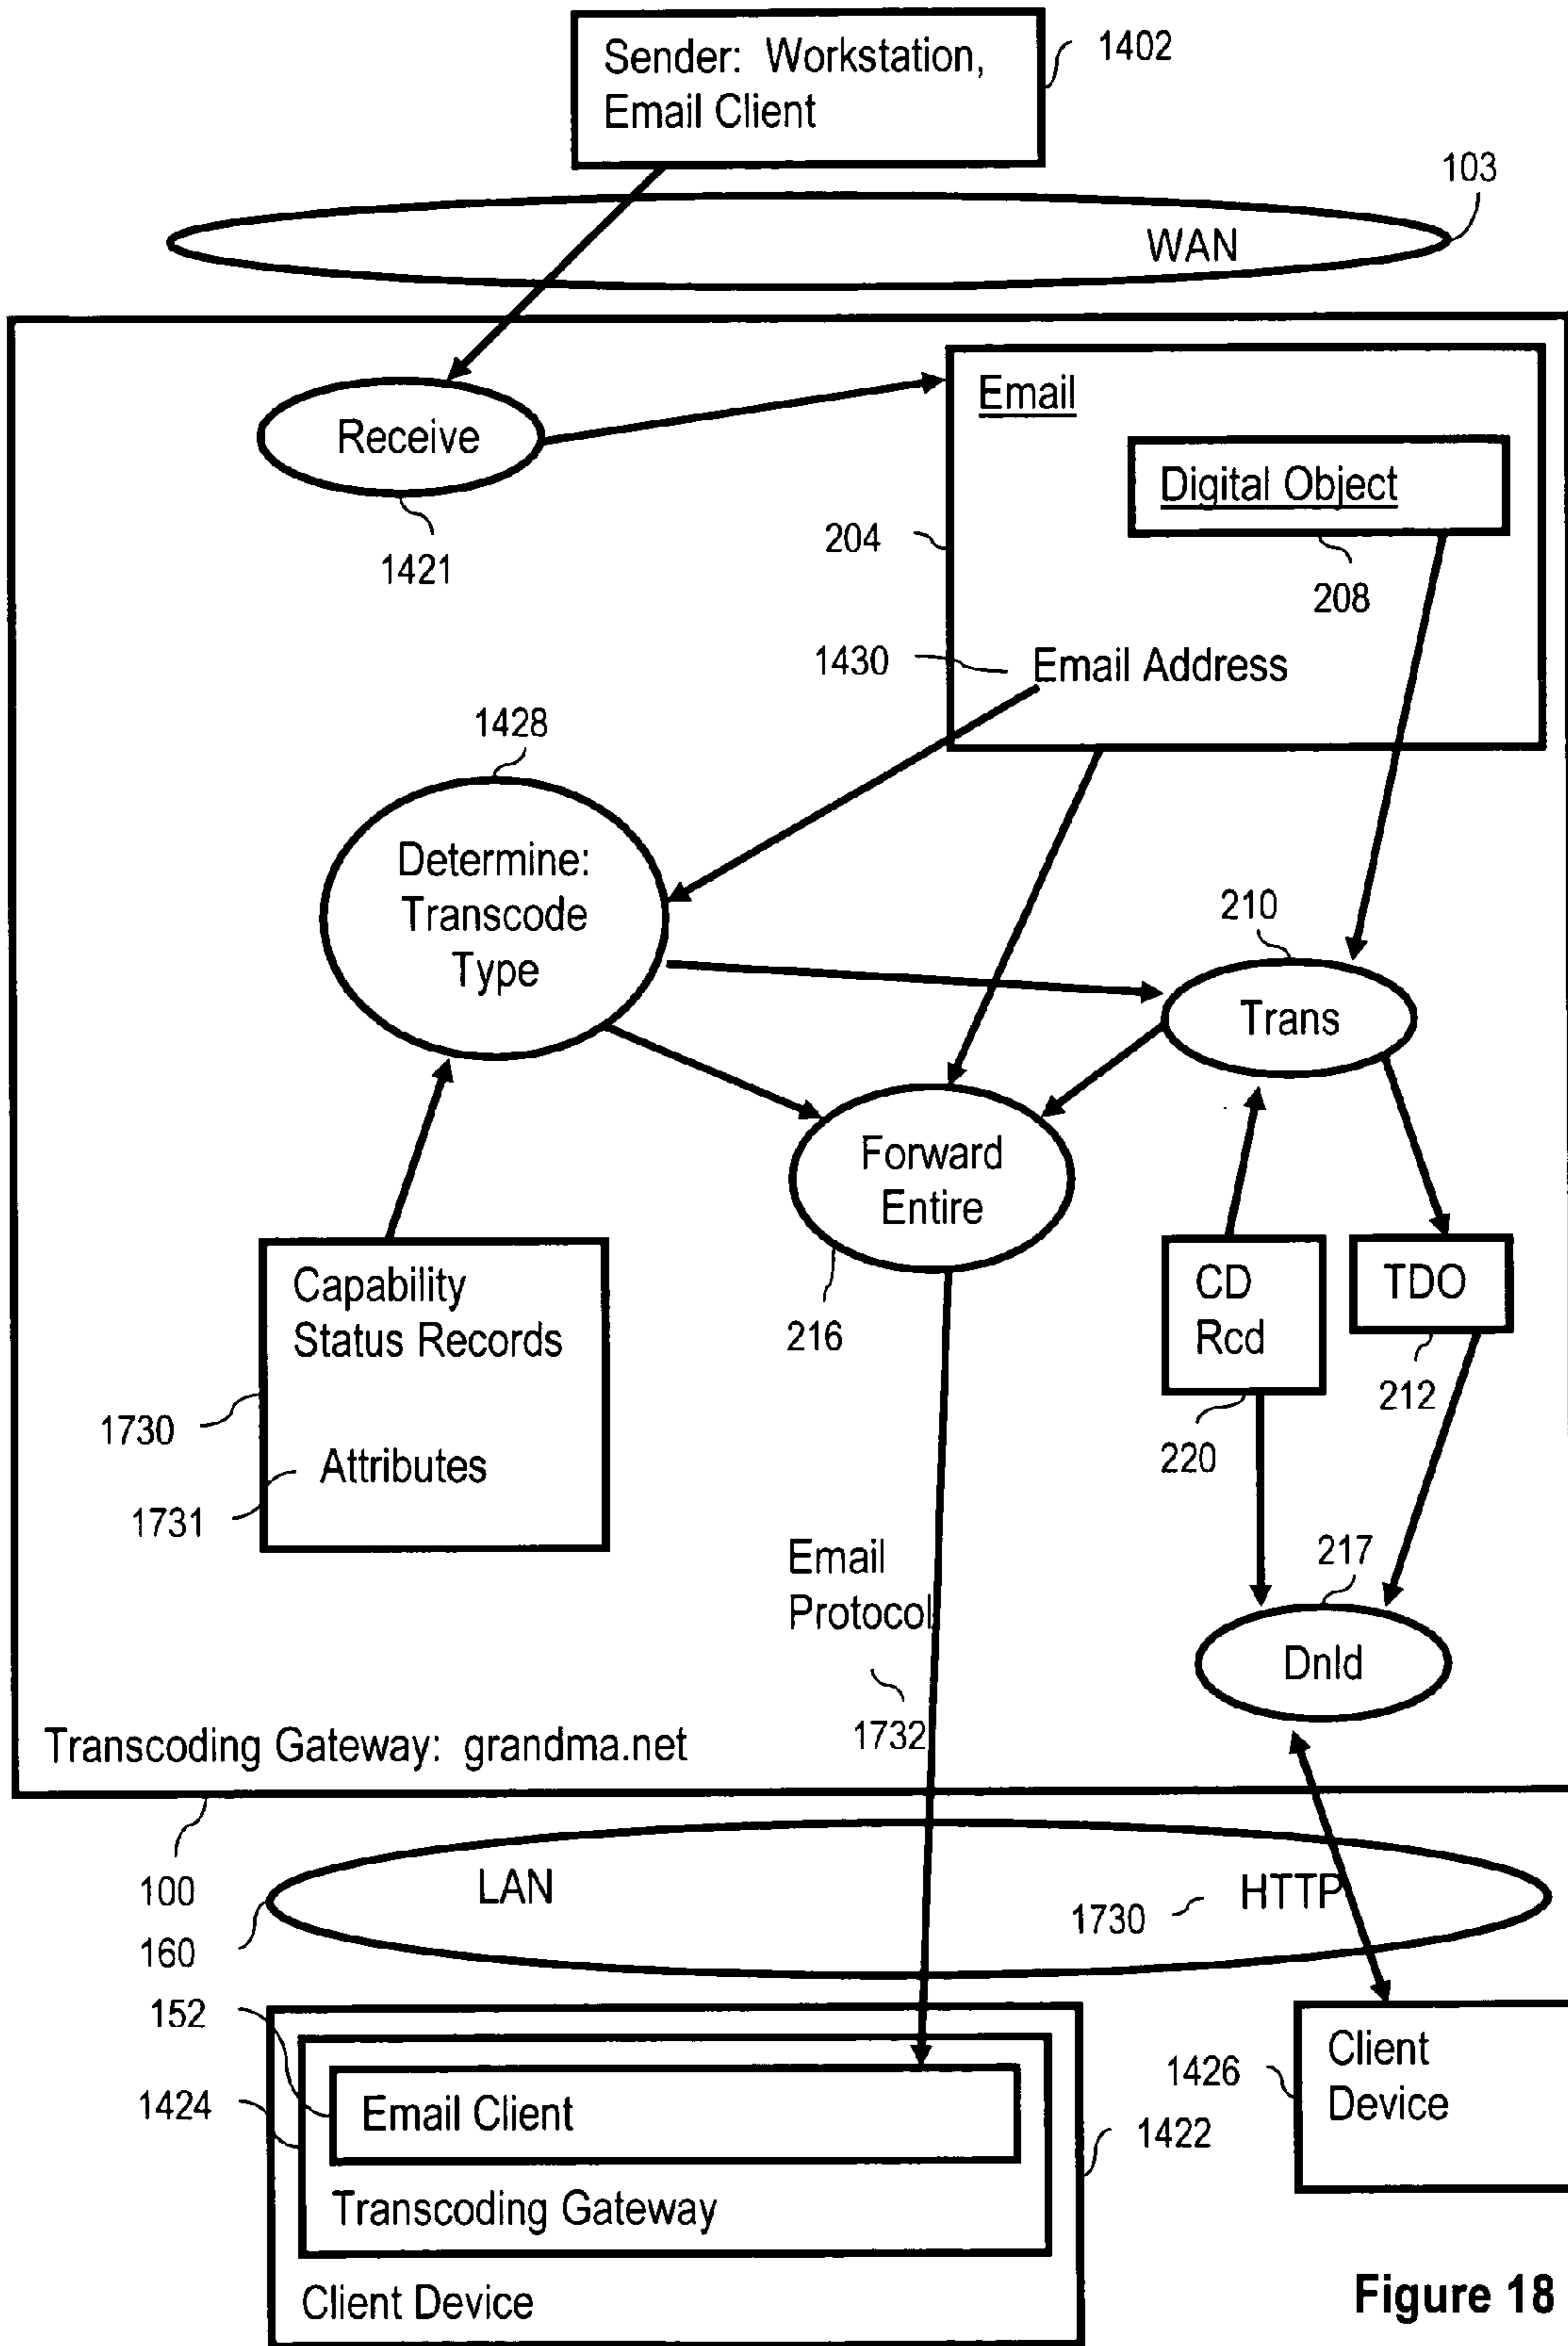 Sender: Workstation,
Email Client
1402
103
WAN
Email
Receive
Digital Object
204
1421
208
1430
Email Address
1428
Determine:
Transcode
Type
210
Trans
Forward
Entire
Capability
Status Records
CD
Rcd
TDO
216
212
1730
220
Attributes
1731
Email
Protocol
217
Dnld
1732
Transcoding Gateway: grandma.net
100
LAN
HTTP
1730
160
152
Client
Device
1426
1424
Email Client
1422
Transcoding Gateway
Client Device
Figure 18